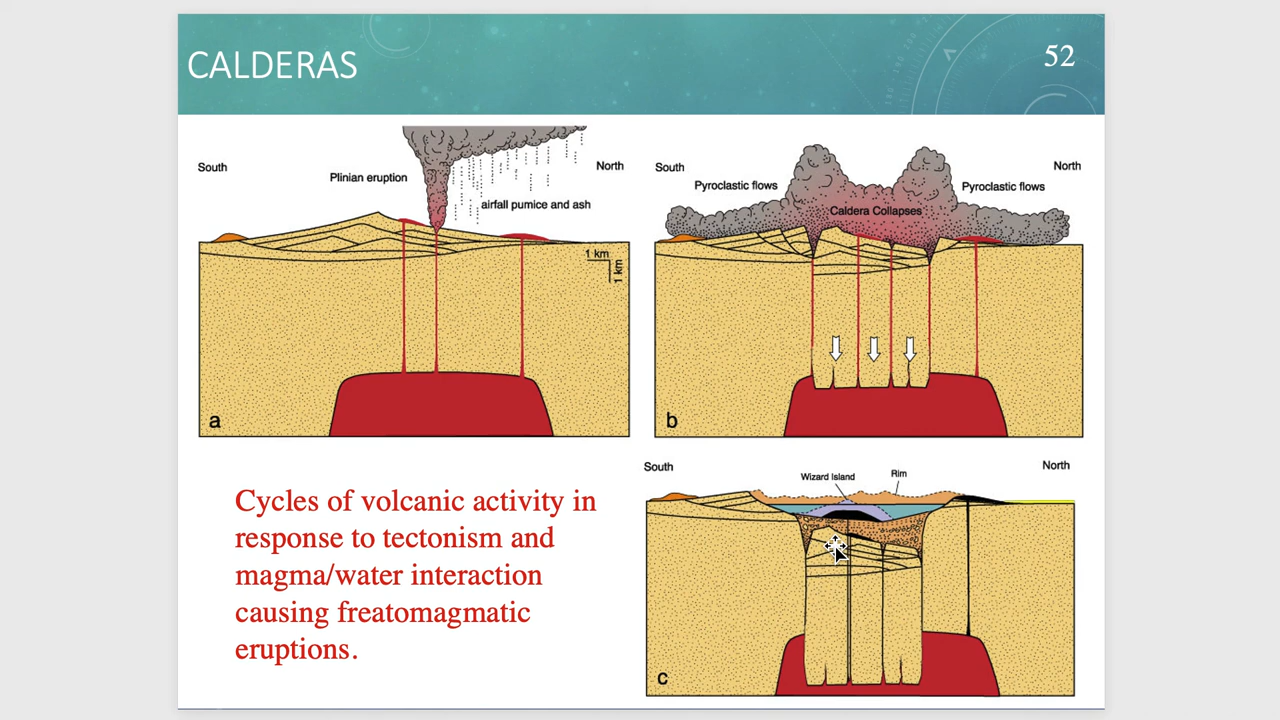 CALDERAS
52
South
Plinian eruption
North
airfall pumice and ash
1 km
1 km
a
South
Pyroclastic flows
North
Pyroclastic flows
Caldera Collapses
b
Cycles of volcanic activity in
response to tectonism and
magma/water interaction
causing freatomagmatic
eruptions.
South
Wizard Island
Rim
North
c